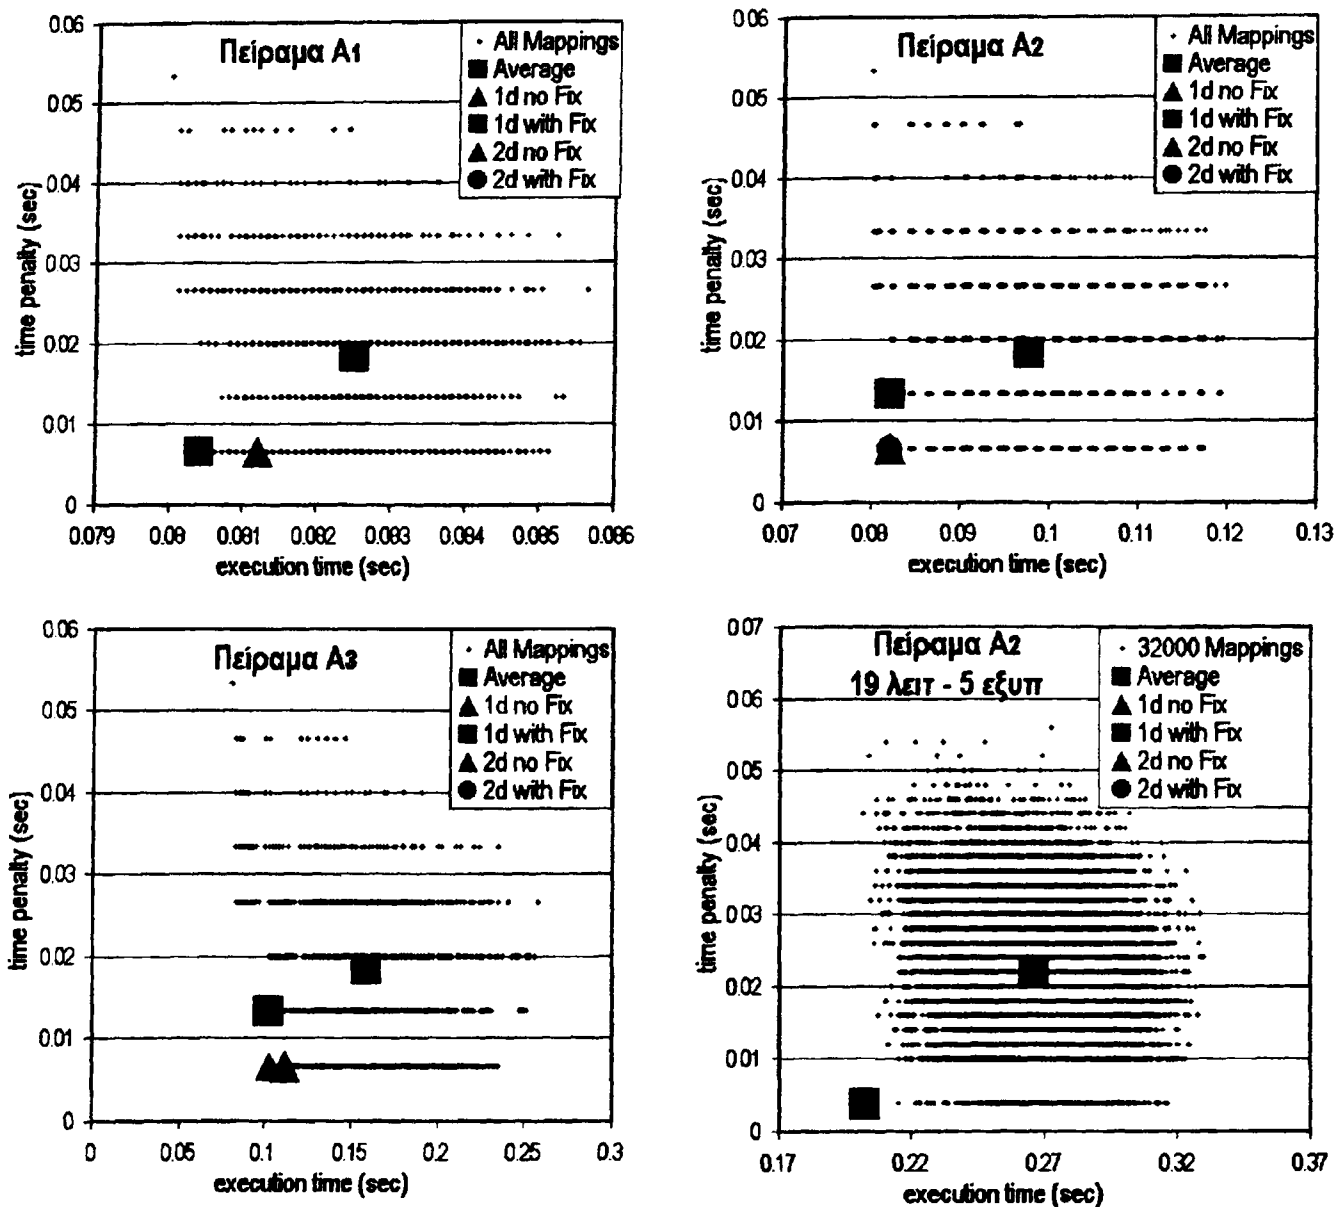 Πείραμα A1
All Mappings
Average
1d no Fix
1d with Fix
2d no Fix
2d with Fix
time penalty (sec)
0.06
0.05
0.04
0.03
0.02
0.01
0
0.079
0.08
0.081
0.082
0.083
0.084
0.085
0.086
execution time (sec)
Πείραμα A2
All Mappings
Average
1d no Fix
1d with Fix
2d no Fix
2d with Fix
time penalty (sec)
0.06
0.05
0.04
0.03
0.02
0.01
0
0.07
0.08
0.09
0.1
0.11
0.12
0.13
execution time (sec)
Πείραμα A3
All Mappings
Average
1d no Fix
1d with Fix
2d no Fix
2d with Fix
time penalty (sec)
0.06
0.05
0.04
0.03
0.02
0.01
0
0
0.05
0.1
0.15
0.2
0.25
0.3
execution time (sec)
Πείραμα A2
19 λειτ - 5 εξυπ
32000 Mappings
Average
1d no Fix
1d with Fix
2d no Fix
2d with Fix
time penalty (sec)
0.07
0.06
0.05
0.04
0.03
0.02
0.01
0
0.17
0.22
0.27
0.32
0.37
execution time (sec)